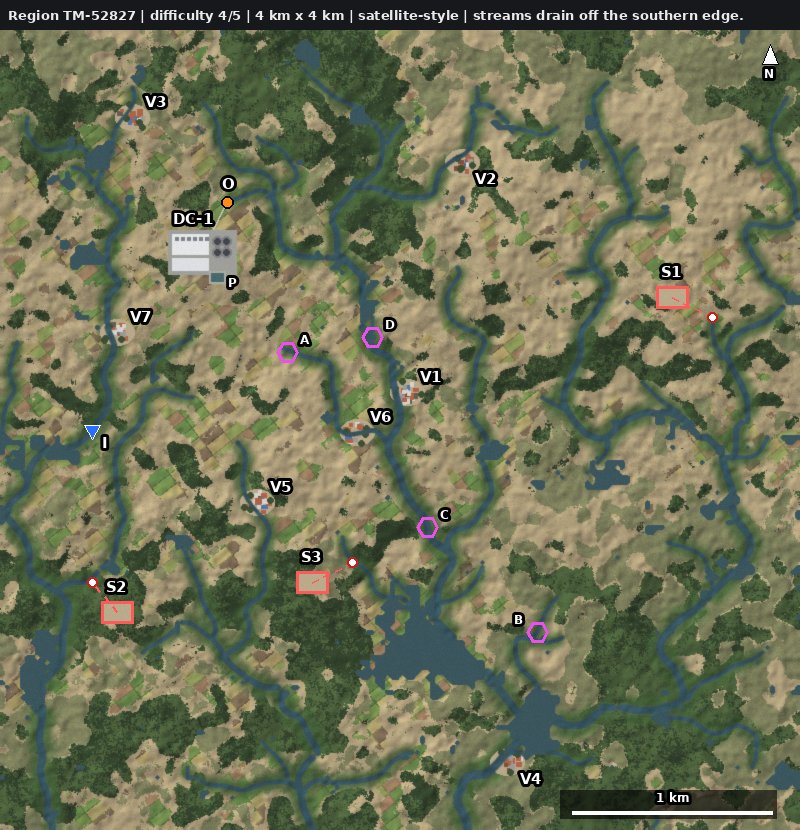 Region TM-52827 | difficulty 4/5 | 4 km x 4 km | satellite-style | streams drain off the southern edge.
N
V3
V2
O
DC-1
S1
P
V7
D
A
V1
V6
I
V5
C
S3
S2
B
V4
1 km